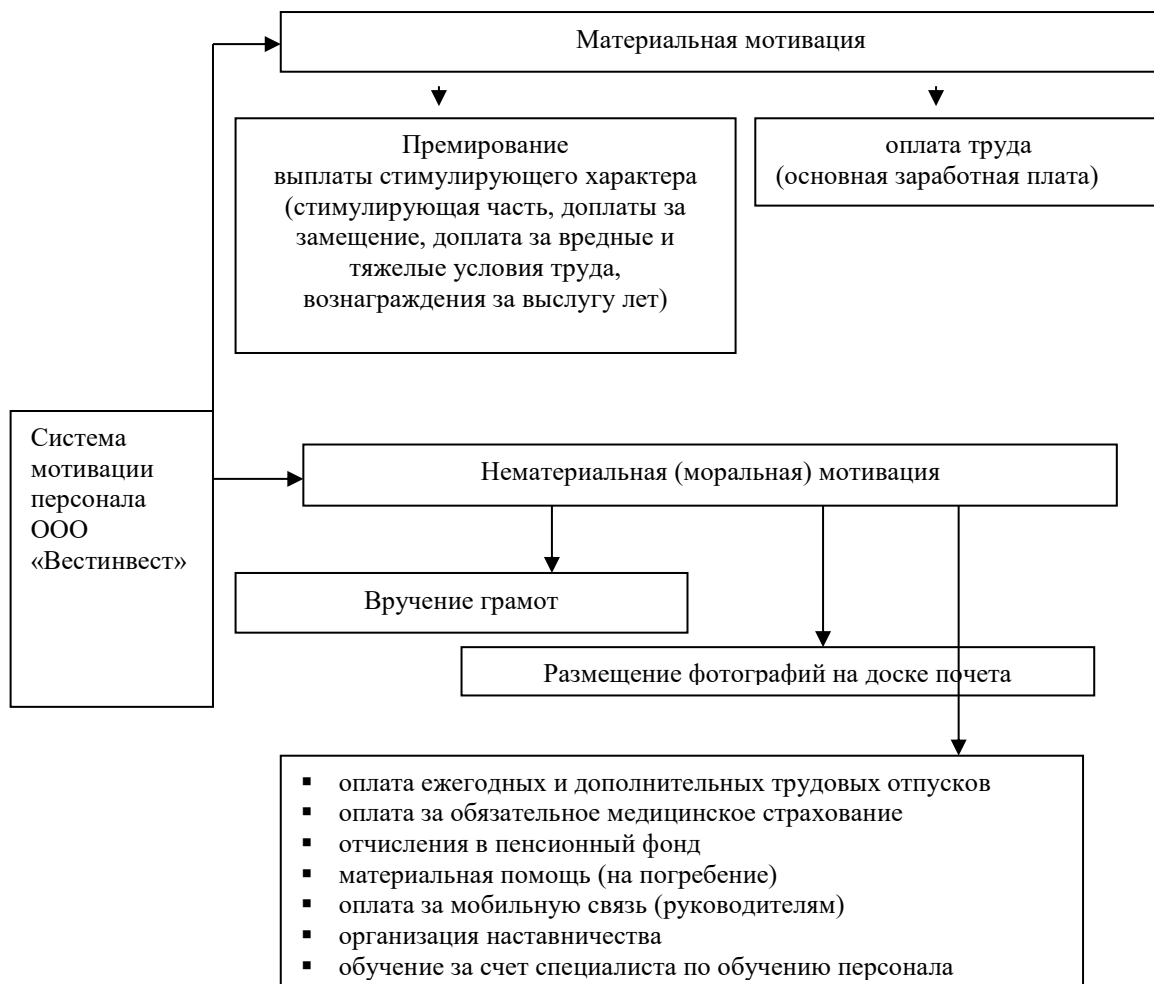 Материальная мотивация
Премирование
выплаты стимулирующего характера
(стимулирующая часть, доплаты за
замещение, доплата за вредные и
тяжелые условия труда,
вознаграждения за выслугу лет)
оплата труда
(основная заработная плата)
Система
мотивации
персонала
ООО
«Вестинвест»
Нематериальная (моральная) мотивация
Вручение грамот
Размещение фотографий на доске почета
▪ оплата ежегодных и дополнительных трудовых отпусков
▪ оплата за обязательное медицинское страхование
▪ отчисления в пенсионный фонд
▪ материальная помощь (на погребение)
▪ оплата за мобильную связь (руководителям)
▪ организация наставничества
▪ обучение за счет специалиста по обучению персонала